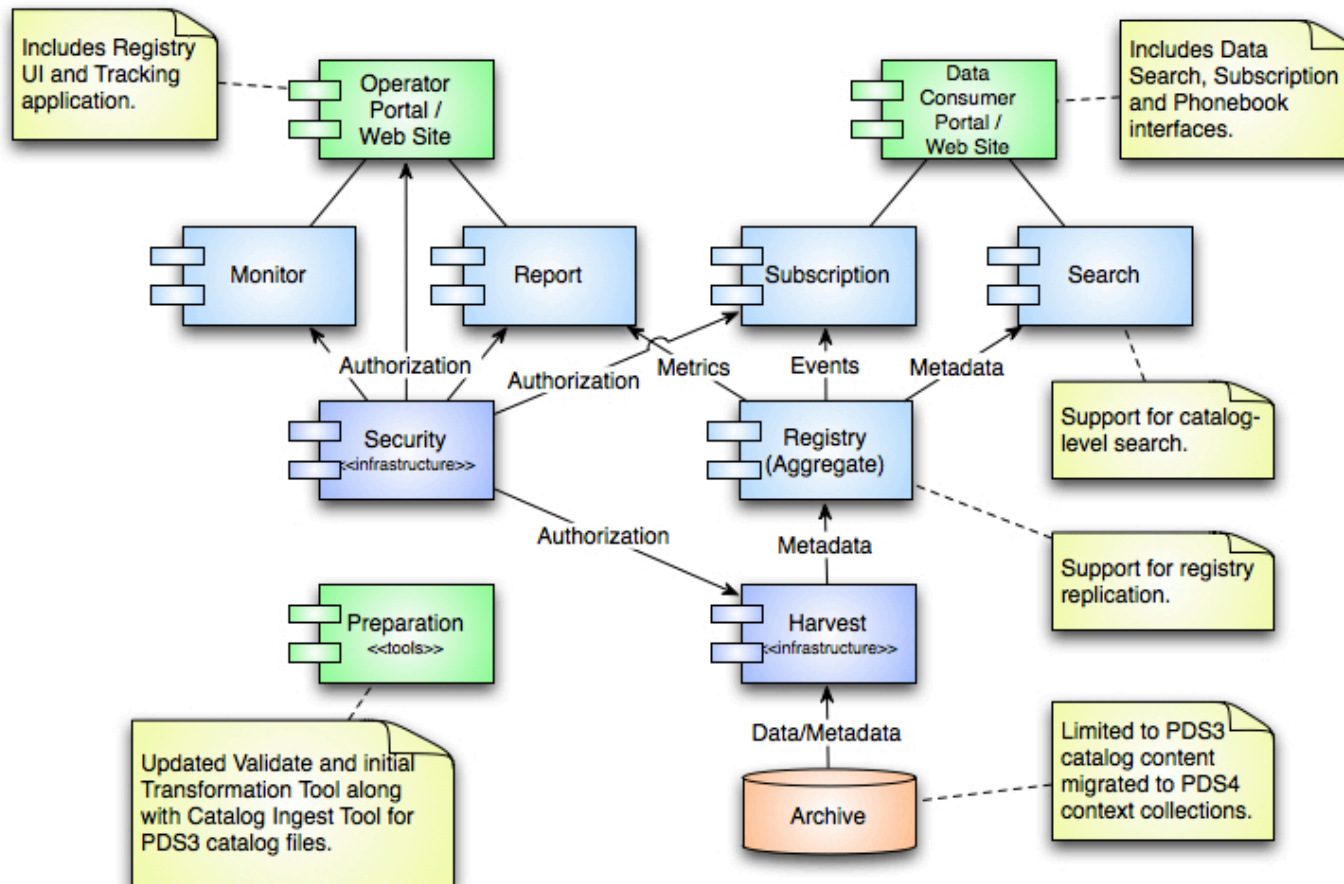 Includes Registry
UI and Tracking
application.
Operator
Portal /
Web Site
Data
Consumer
Portal /
Web Site
Includes Data
Search, Subscription
and Phonebook
interfaces.
Monitor
Report
Subscription
Search
Authorization
Authorization
Metrics
Events
Metadata
Security
<<infrastructure>>
Registry
(Aggregate)
Support for catalog-
level search.
Authorization
Metadata
Support for registry
replication.
Preparation
<<tools>>
Harvest
<<infrastructure>>
Data/Metadata
Updated Validate and initial
Transformation Tool along
with Catalog Ingest Tool for
PDS3 catalog files.
Archive
Limited to PDS3
catalog content
migrated to PDS4
context collections.